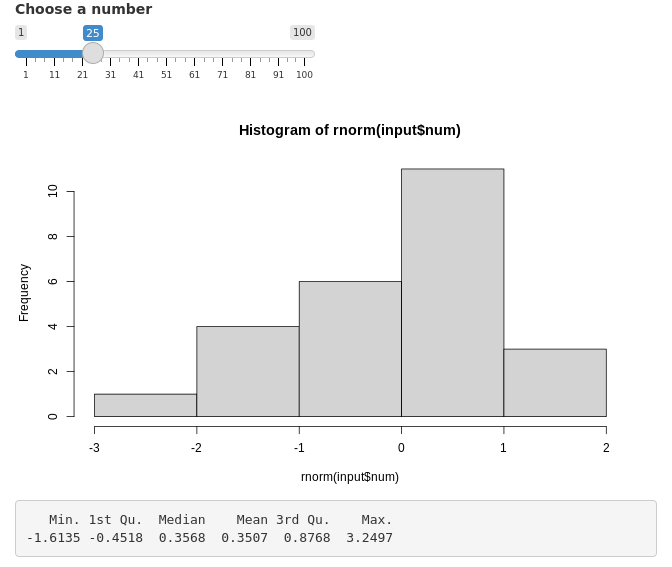 Choose a number
1 25 100
1 11 21 31 41 51 61 71 81 91 100
Histogram of rnorm(input$num)
10
8
6
4
2
0
Frequency
-3 -2 -1 0 1 2
rnorm(input$num)
Min. 1st Qu. Median Mean 3rd Qu. Max.
-1.6135 -0.4518 0.3568 0.3507 0.8768 3.2497